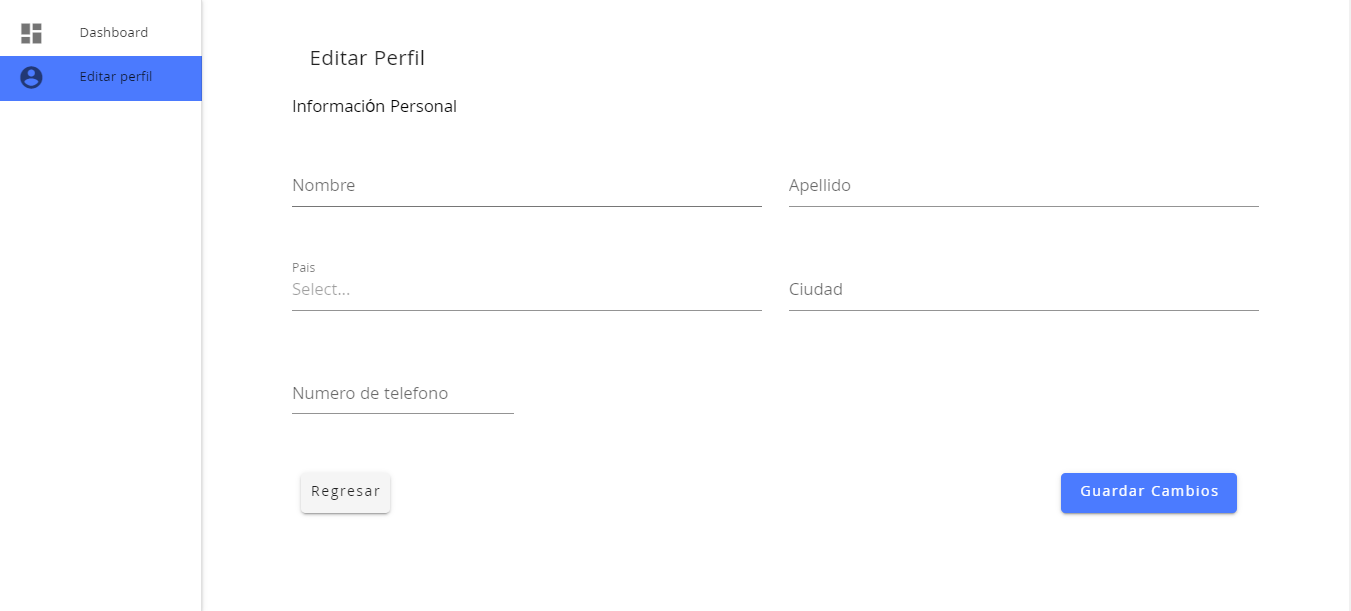 Dashboard
Editar perfil
Editar Perfil
Información Personal
Nombre
Apellido
Pais
Select...
Ciudad
Numero de telefono
Regresar
Guardar Cambios